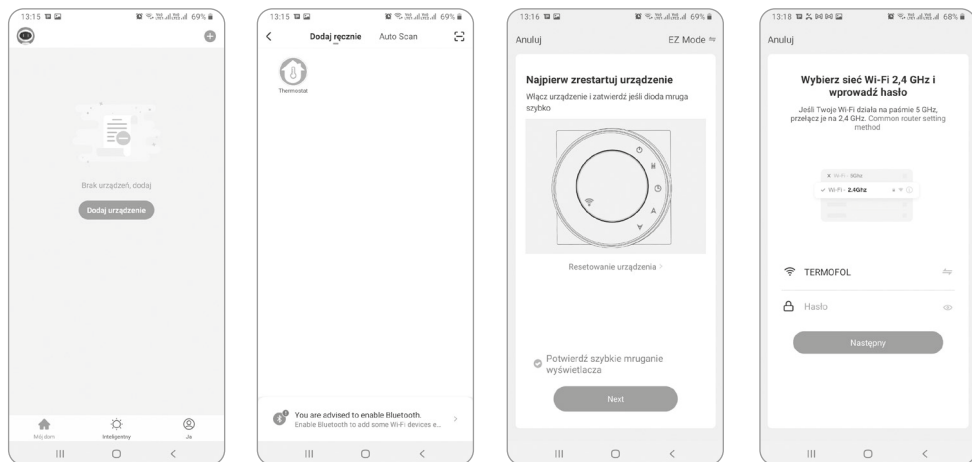 13:15 69%
Brak urządzeń, dodaj
Dodaj urządzenie
Mój dom Inteligentny Ja
13:15 69%
Dodaj ręcznie Auto Scan
Thermostat
You are advised to enable Bluetooth.
Enable Bluetooth to add some Wi-Fi devices e...
13:16 69%
Anuluj EZ Mode
Najpierw zrestartuj urządzenie
Włącz urządzenie i zatwierdź jeśli dioda mruga
szybko
M
A
Resetowanie urządzenia >
Potwierdź szybkie mruganie
wyświetlacza
Next
13:18 68%
Anuluj
Wybierz sieć Wi-Fi 2,4 GHz i
wprowadź hasło
Jeśli Twoje Wi-Fi działa na paśmie 5 GHz,
przełącz je na 2,4 GHz. Common router setting
method
Wi-Fi - 5Ghz
Wi-Fi - 2.4Ghz
TERMOFOL
Hasło
Następny